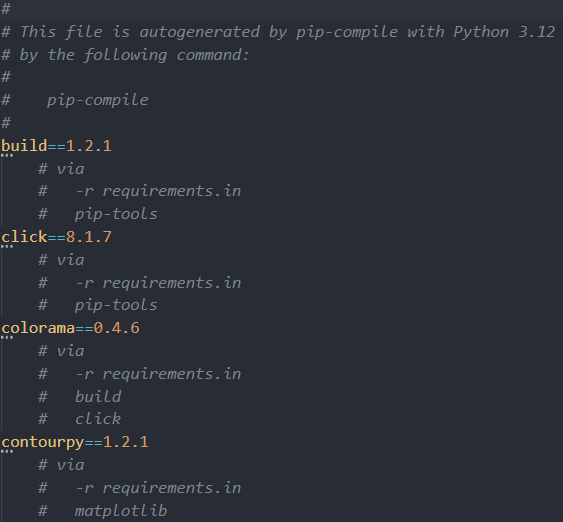 #
# This file is autogenerated by pip-compile with Python 3.12
# by the following command:
#
#    pip-compile
#
build==1.2.1
    # via
    #   -r requirements.in
    #   pip-tools
click==8.1.7
    # via
    #   -r requirements.in
    #   pip-tools
colorama==0.4.6
    # via
    #   -r requirements.in
    #   build
    #   click
contourpy==1.2.1
    # via
    #   -r requirements.in
    #   matplotlib